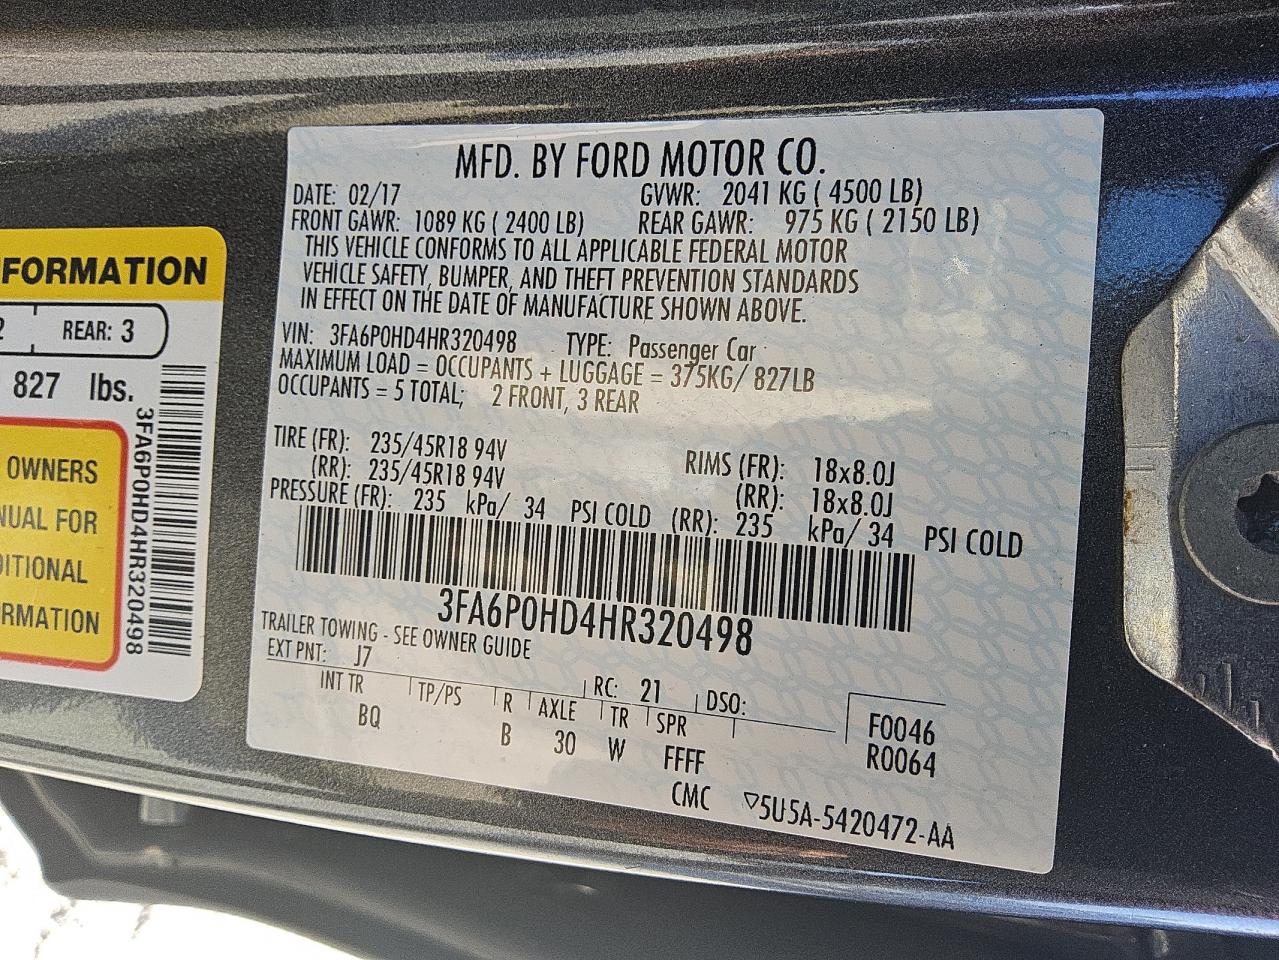 MFD. BY FORD MOTOR CO.
DATE: 02/17 GVWR: 2041 KG ( 4500 LB)
FRONT GAWR: 1089 KG ( 2400 LB) REAR GAWR: 975 KG ( 2150 LB)
THIS VEHICLE CONFORMS TO ALL APPLICABLE FEDERAL MOTOR
VEHICLE SAFETY, BUMPER, AND THEFT PREVENTION STANDARDS
IN EFFECT ON THE DATE OF MANUFACTURE SHOWN ABOVE.
VIN: 3FA6P0HD4HR320498 TYPE: Passenger Car
MAXIMUM LOAD = OCCUPANTS + LUGGAGE = 375KG/ 827LB
OCCUPANTS = 5 TOTAL; 2 FRONT, 3 REAR
TIRE (FR): 235/45R18 94V RIMS (FR): 18x8.0J
(RR): 235/45R18 94V (RR): 18x8.0J
PRESSURE (FR): 235 kPa/ 34 PSI COLD (RR): 235 kPa/ 34 PSI COLD
3FA6P0HD4HR320498
TRAILER TOWING - SEE OWNER GUIDE
EXT PNT: J7 RC: 21 DSO:
INT TR TP/PS R AXLE TR SPR
BQ B 30 W FFFF
F0046
R0064
CMC ▽5U5A-5420472-AA
FORMATION
2 REAR: 3
827 lbs.
OWNERS
NUAL FOR
DITIONAL
RMATION
3FA6P0HD4HR320498